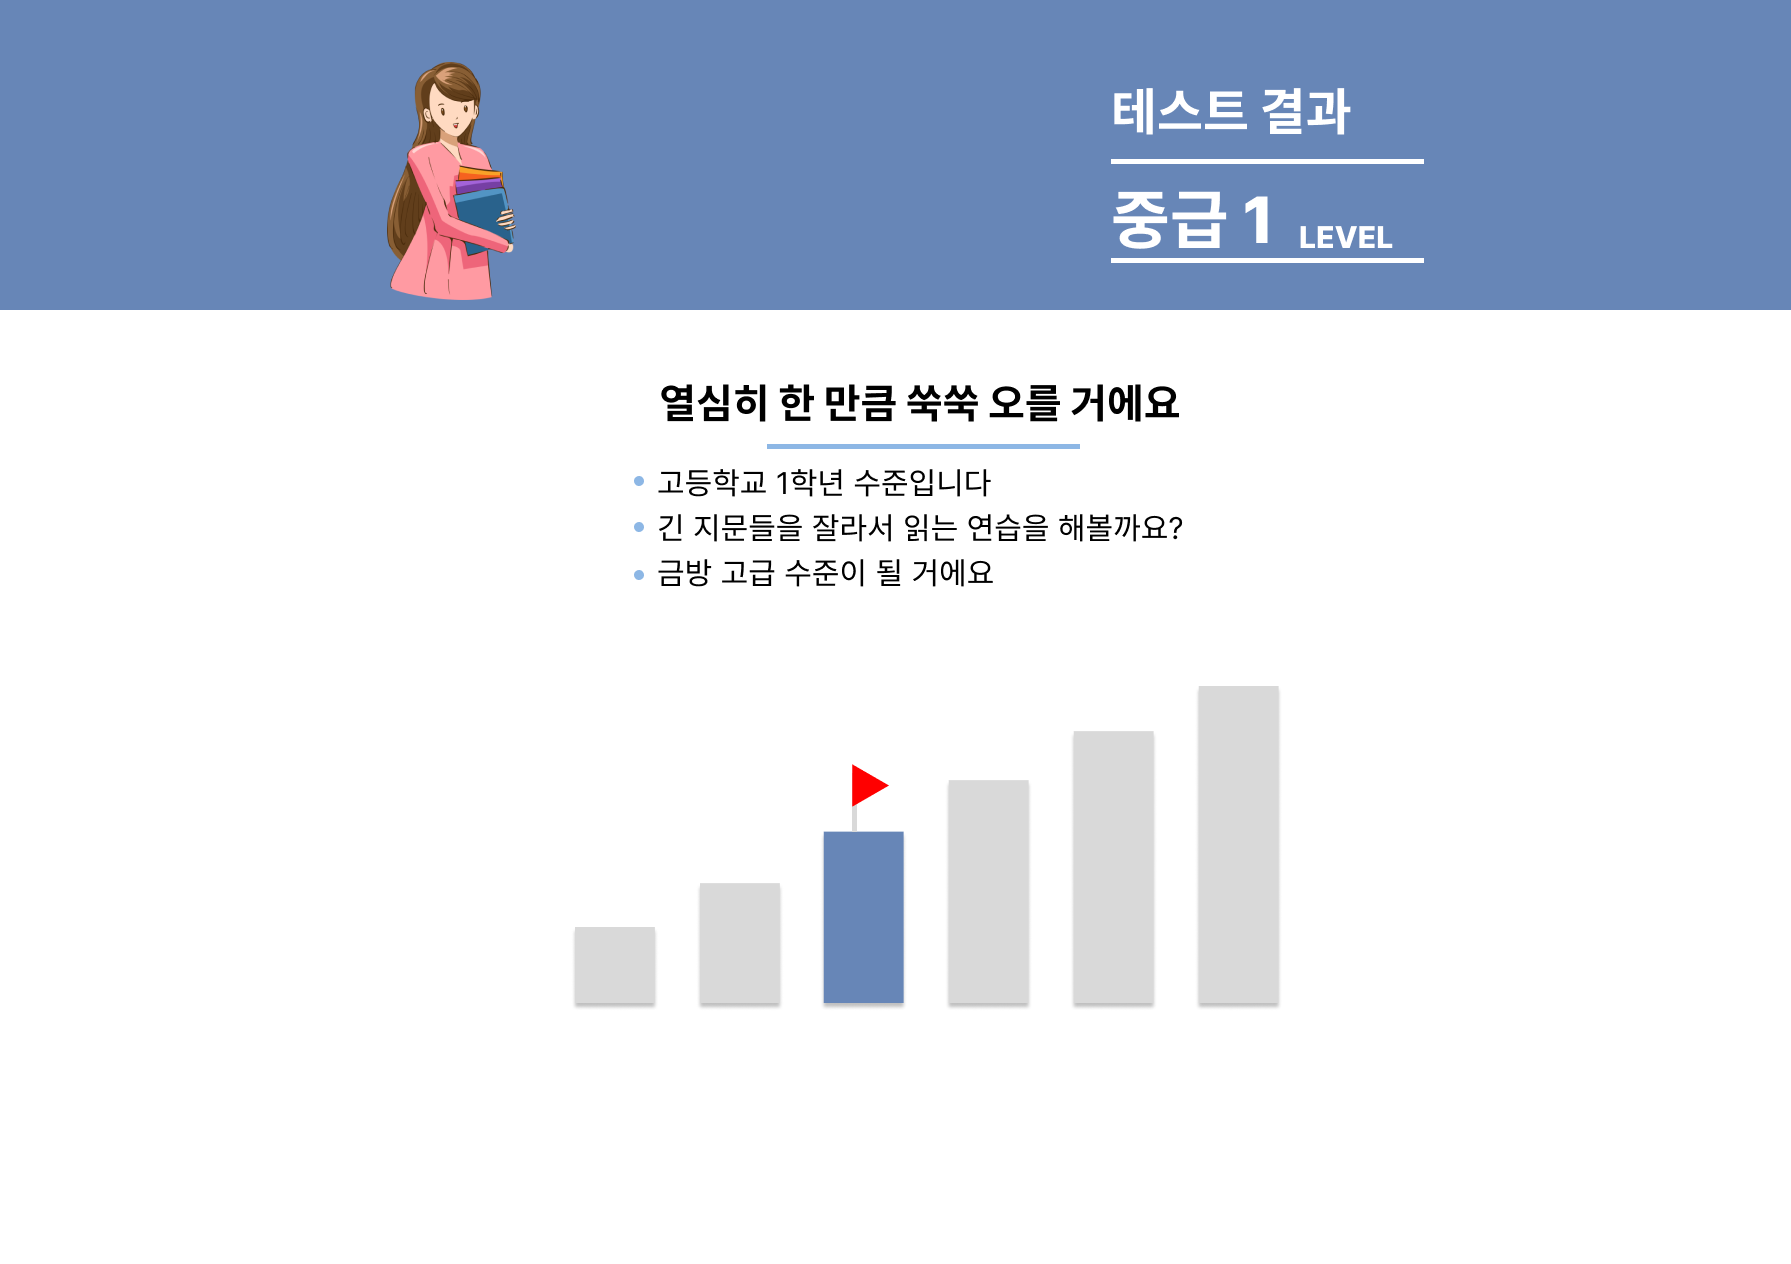 테스트 결과
중급 1 LEVEL
열심히 한 만큼 쑥쑥 오를 거에요
고등학교 1학년 수준입니다
긴 지문들을 잘라서 읽는 연습을 해볼까요?
금방 고급 수준이 될 거에요